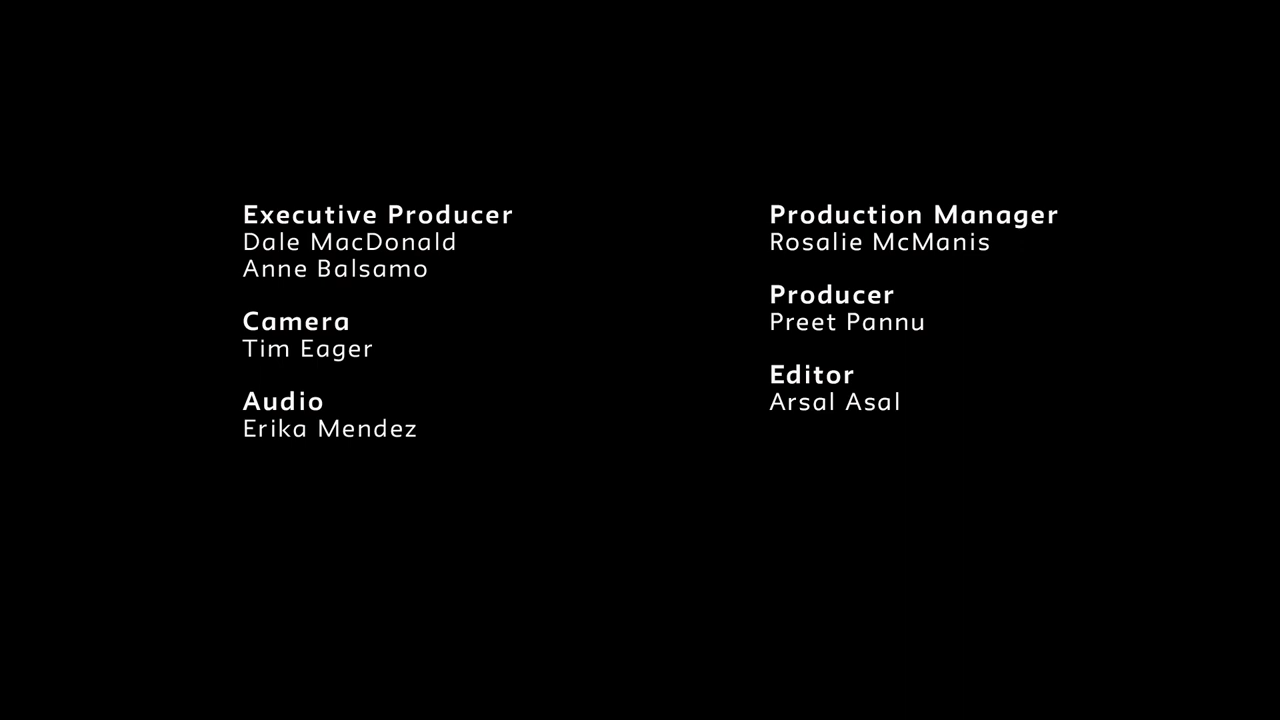 Executive Producer
Dale MacDonald
Anne Balsamo
Camera
Tim Eager
Audio
Erika Mendez
Production Manager
Rosalie McManis
Producer
Preet Pannu
Editor
Arsal Asal